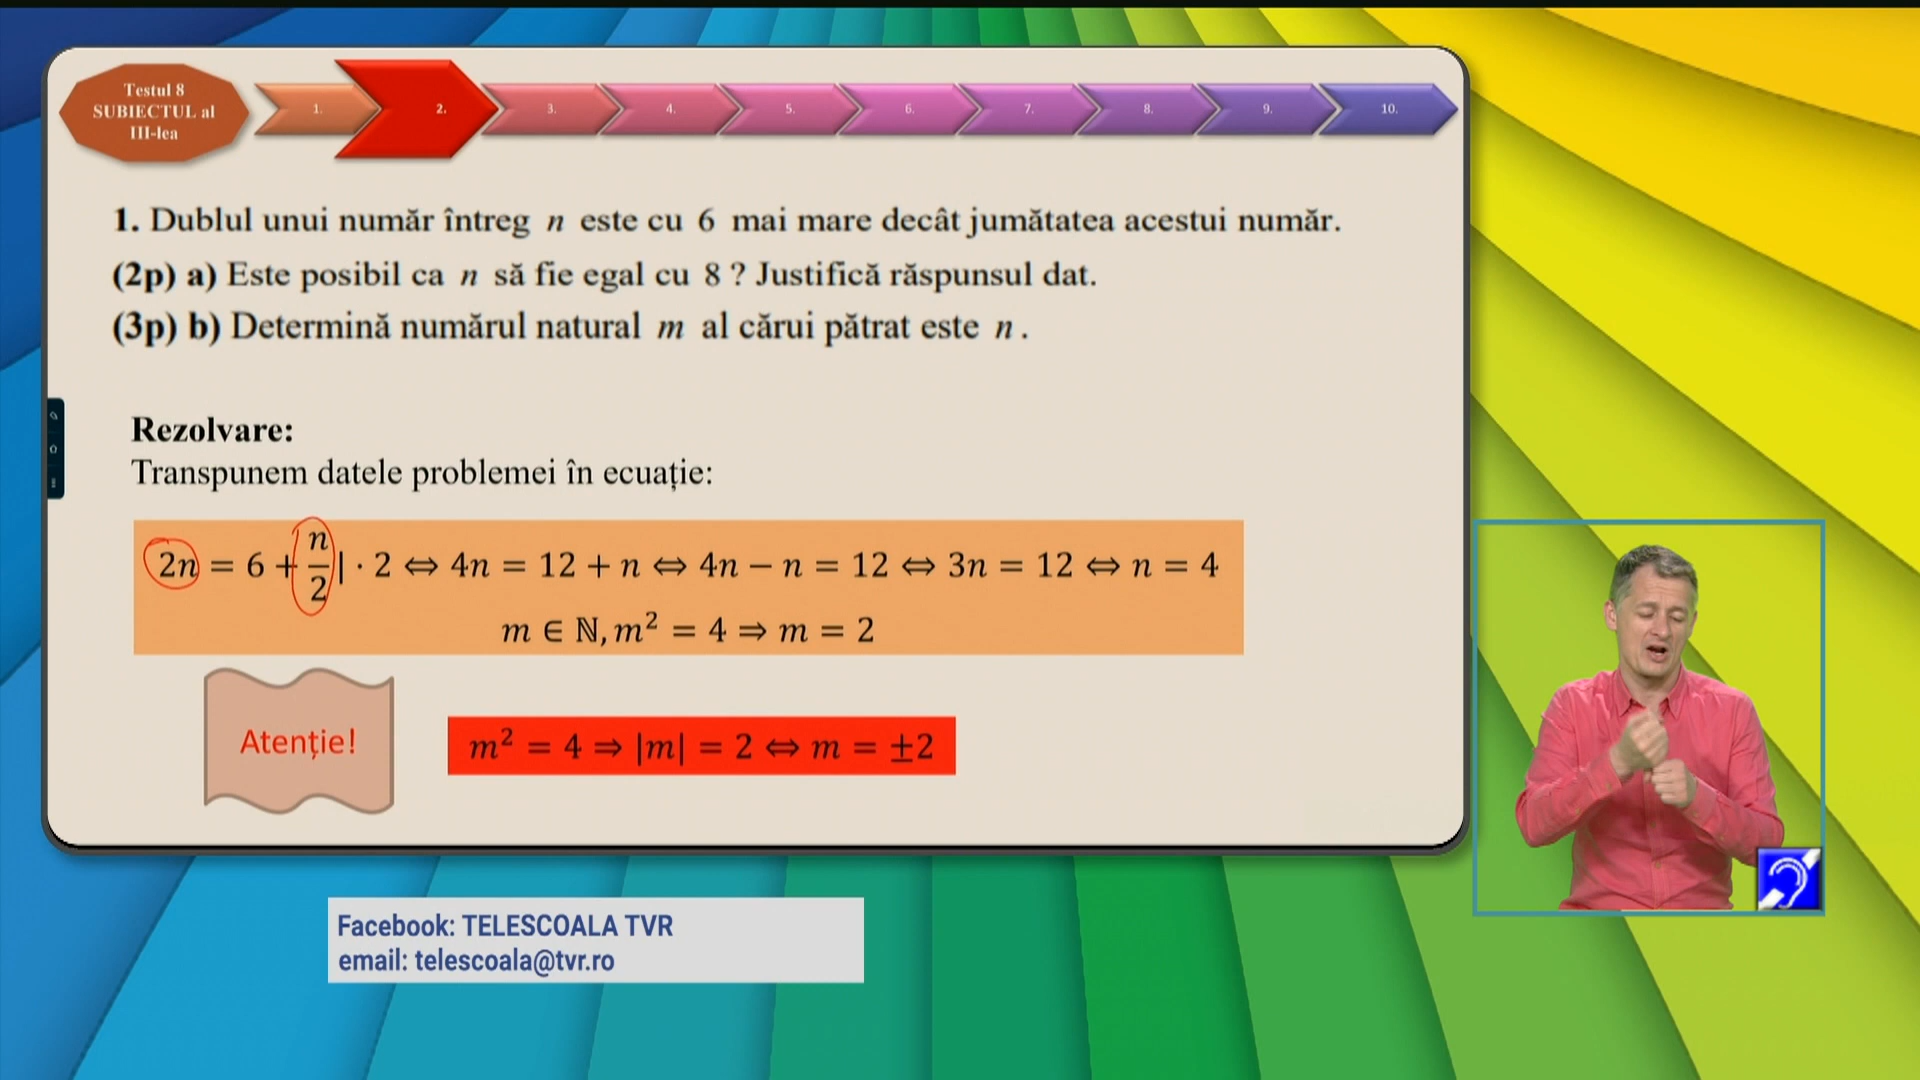 Testul 8
SUBIECTUL al
III-lea
1.
2.
3.
4.
5.
6.
7.
8.
9.
10.
1. Dublul unui număr întreg n este cu 6 mai mare decât jumătatea acestui număr.
(2p) a) Este posibil ca n să fie egal cu 8 ? Justifică răspunsul dat.
(3p) b) Determină numărul natural m al cărui pătrat este n .
Rezolvare:
Transpunem datele problemei în ecuație:
2n = 6 + n/2 | · 2 ⇔ 4n = 12 + n ⇔ 4n − n = 12 ⇔ 3n = 12 ⇔ n = 4
m ∈ ℕ, m² = 4 ⇒ m = 2
Atenție!
m² = 4 ⇒ |m| = 2 ⇔ m = ±2
Facebook: TELESCOALA TVR
email: telescoala@tvr.ro